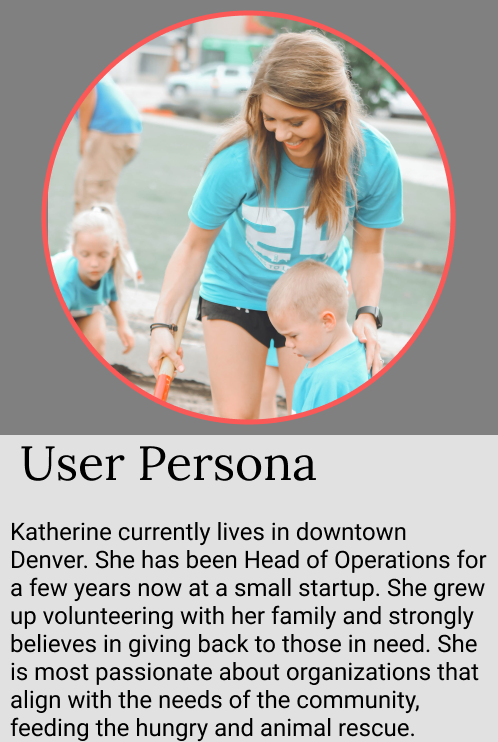 User Persona
Katherine currently lives in downtown
Denver. She has been Head of Operations for
a few years now at a small startup. She grew
up volunteering with her family and strongly
believes in giving back to those in need. She
is most passionate about organizations that
align with the needs of the community,
feeding the hungry and animal rescue.